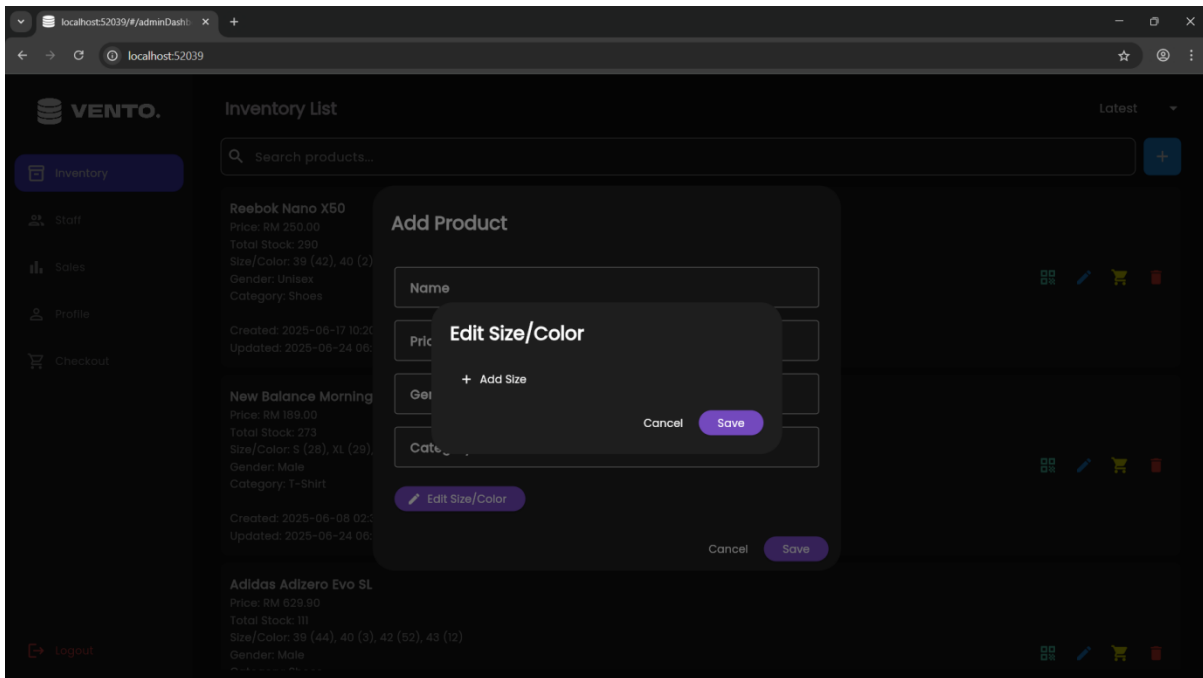 localhost:52039/#/adminDashb
localhost:52039
VENTO.
Inventory List
Latest
Search products...
Inventory
Staff
Sales
Profile
Checkout
Logout
Reebok Nano X50
Price: RM 250.00
Total Stock: 290
Size/Color: 39 (42), 40 (2)
Gender: Unisex
Category: Shoes
Created: 2025-06-17 10:20
Updated: 2025-06-24 06:
New Balance Morning
Price: RM 189.00
Total Stock: 273
Size/Color: S (28), XL (29),
Gender: Male
Category: T-Shirt
Created: 2025-06-08 02:
Updated: 2025-06-24 06:
Adidas Adizero Evo SL
Price: RM 629.90
Total Stock: 111
Size/Color: 39 (44), 40 (3), 42 (52), 43 (12)
Gender: Male
Add Product
Name
Pric
Edit Size/Color
+ Add Size
Cancel
Save
Edit Size/Color
Cancel
Save